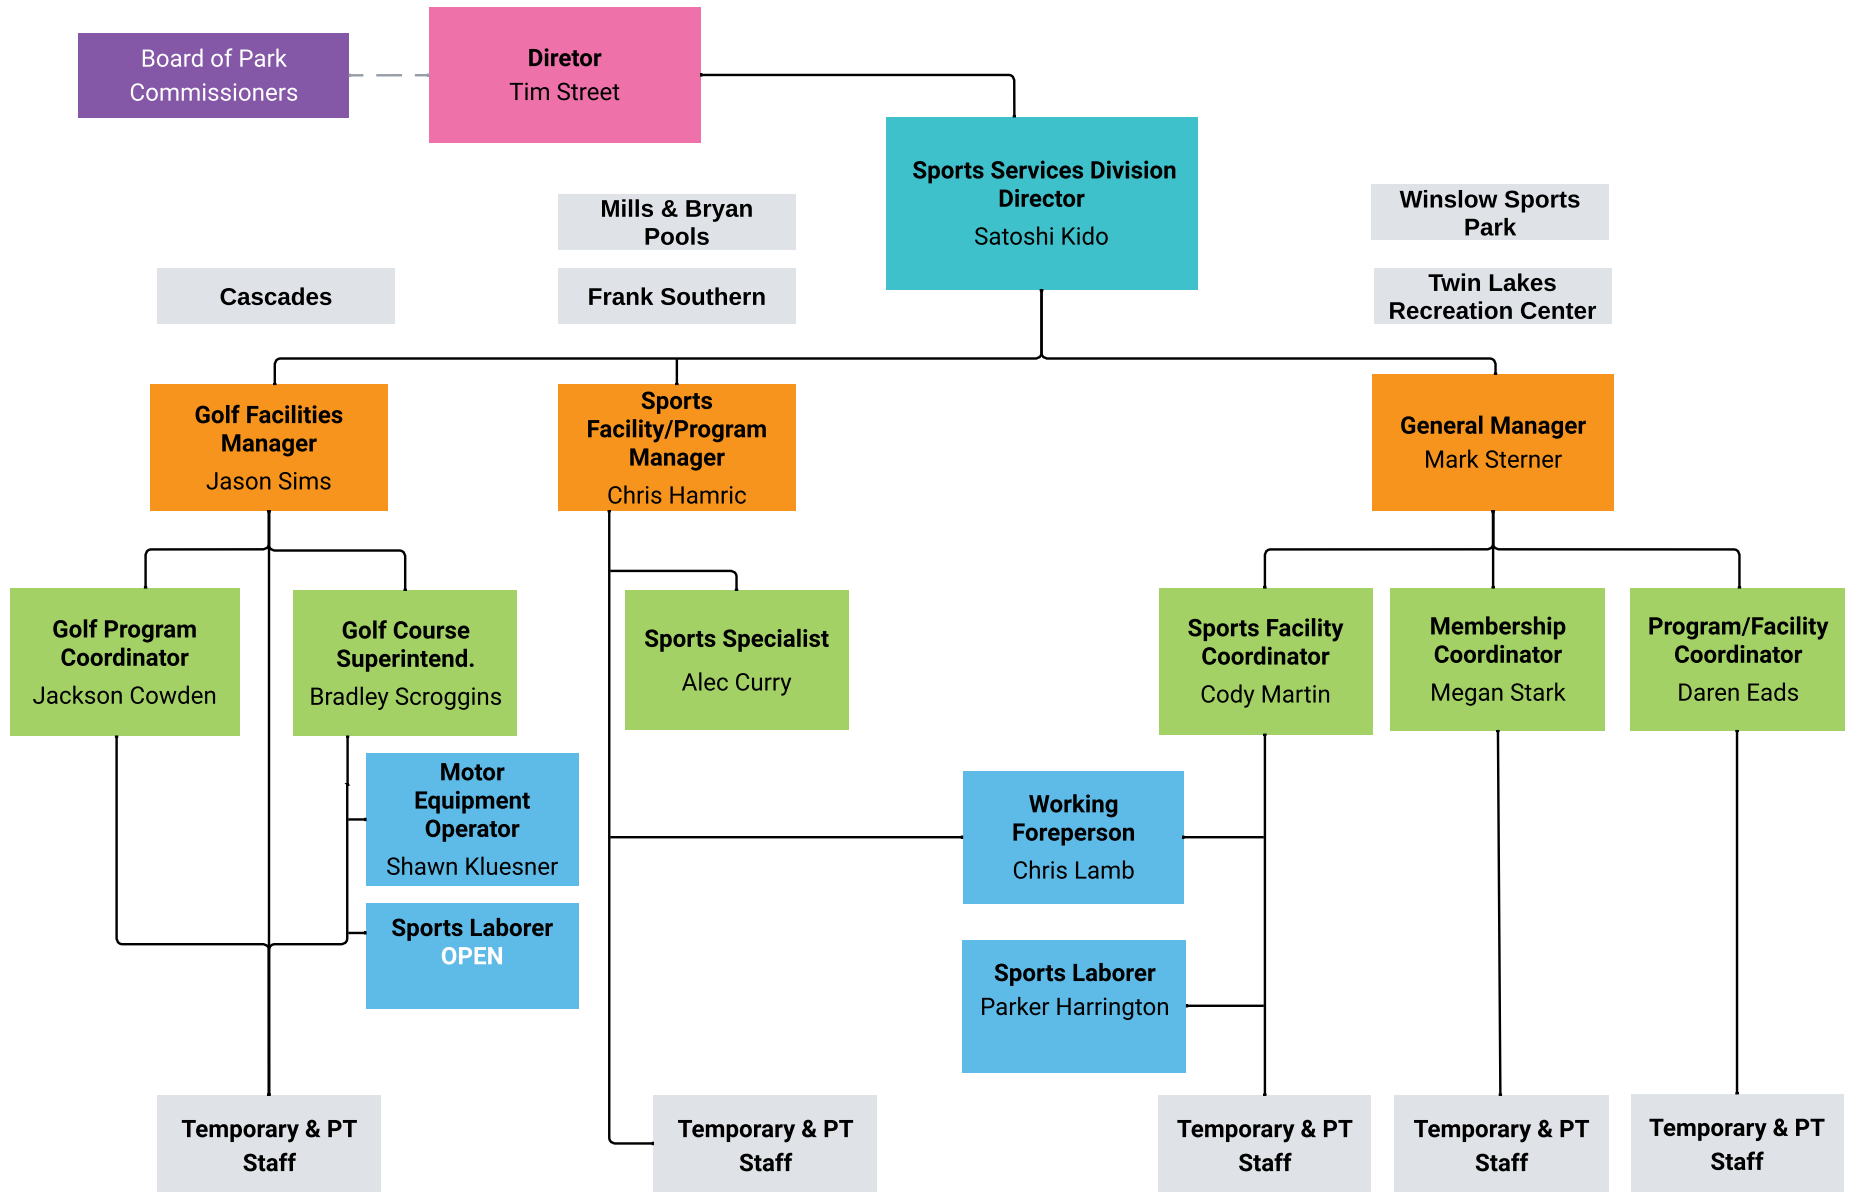 Board of Park
Commissioners
Diretor
Tim Street
Sports Services Division
Director
Satoshi Kido
Mills & Bryan
Pools
Winslow Sports
Park
Cascades
Frank Southern
Twin Lakes
Recreation Center
Golf Facilities
Manager
Jason Sims
Sports
Facility/Program
Manager
Chris Hamric
General Manager
Mark Sterner
Golf Program
Coordinator
Jackson Cowden
Golf Course
Superintend.
Bradley Scroggins
Sports Specialist
Alec Curry
Sports Facility
Coordinator
Cody Martin
Membership
Coordinator
Megan Stark
Program/Facility
Coordinator
Daren Eads
Motor
Equipment
Operator
Shawn Kluesner
Working
Foreperson
Chris Lamb
Sports Laborer
OPEN
Sports Laborer
Parker Harrington
Temporary & PT
Staff
Temporary & PT
Staff
Temporary & PT
Staff
Temporary & PT
Staff
Temporary & PT
Staff